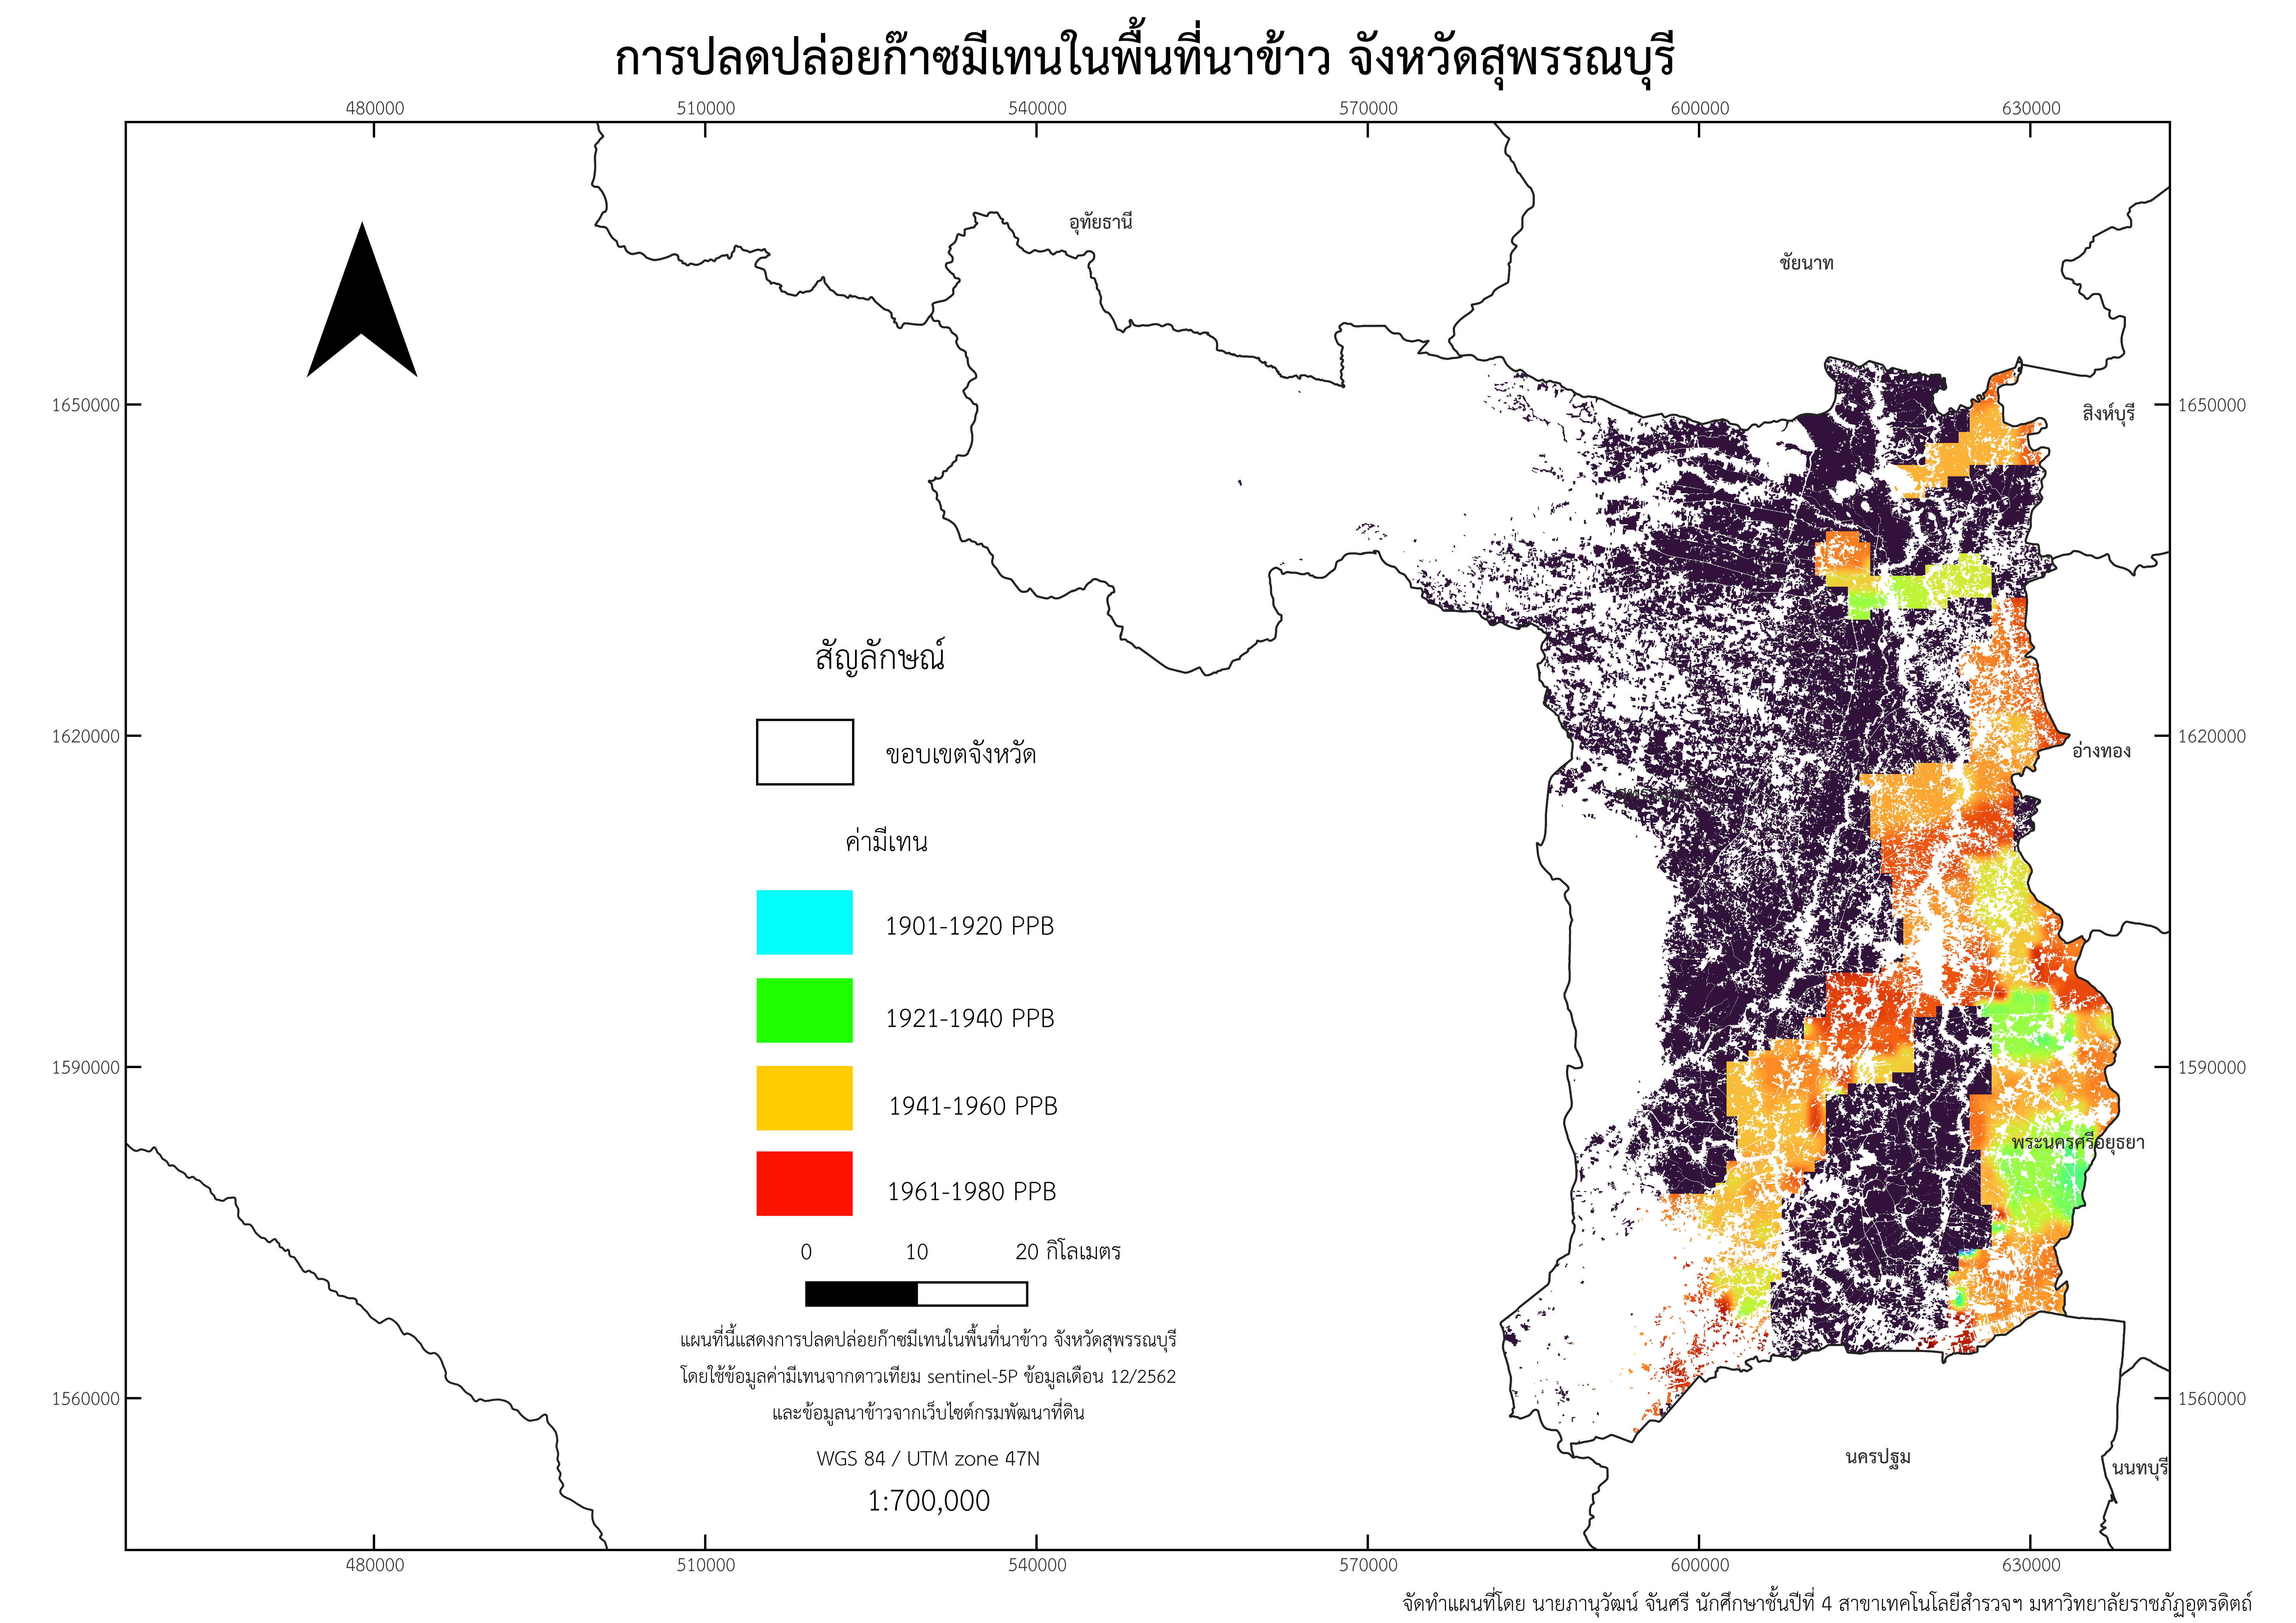 การปลดปล่อยก๊าซมีเทนในพื้นที่นาข้าว จังหวัดสุพรรณบุรี
480000 510000 540000 570000 600000 630000
อุทัยธานี
ชัยนาท
1650000 1650000
สิงห์บุรี
สัญลักษณ์
ขอบเขตจังหวัด
1620000 1620000
อ่างทอง
ค่ามีเทน
1901-1920 PPB
1921-1940 PPB
1590000 1590000
1941-1960 PPB
พระนครศรีอยุธยา
1961-1980 PPB
0 10 20 กิโลเมตร
แผนที่นี้แสดงการปลดปล่อยก๊าซมีเทนในพื้นที่นาข้าว จังหวัดสุพรรณบุรี
โดยใช้ข้อมูลค่ามีเทนจากดาวเทียม sentinel-5P ข้อมูลเดือน 12/2562
1560000 1560000
และข้อมูลนาข้าวจากเว็บไซต์กรมพัฒนาที่ดิน
WGS 84 / UTM zone 47N
นครปฐม
นนทบุรี
1:700,000
480000 510000 540000 570000 600000 630000
จัดทำแผนที่โดย นายภานุวัฒน์ จันศรี นักศึกษาชั้นปีที่ 4 สาขาเทคโนโลยีสำรวจฯ มหาวิทยาลัยราชภัฏอุตรดิตถ์